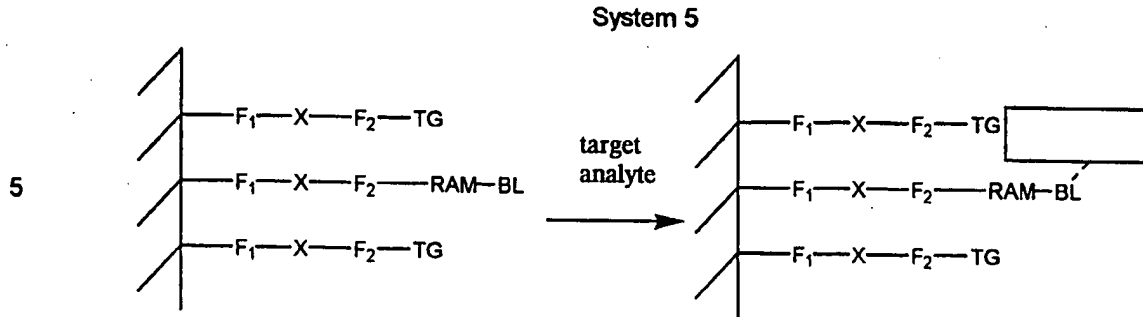 System 5
F₁—X—F₂—TG
F₁—X—F₂—RAM—BL
F₁—X—F₂—TG
5
target
analyte
F₁—X—F₂—TG
F₁—X—F₂—RAM—BL
F₁—X—F₂—TG